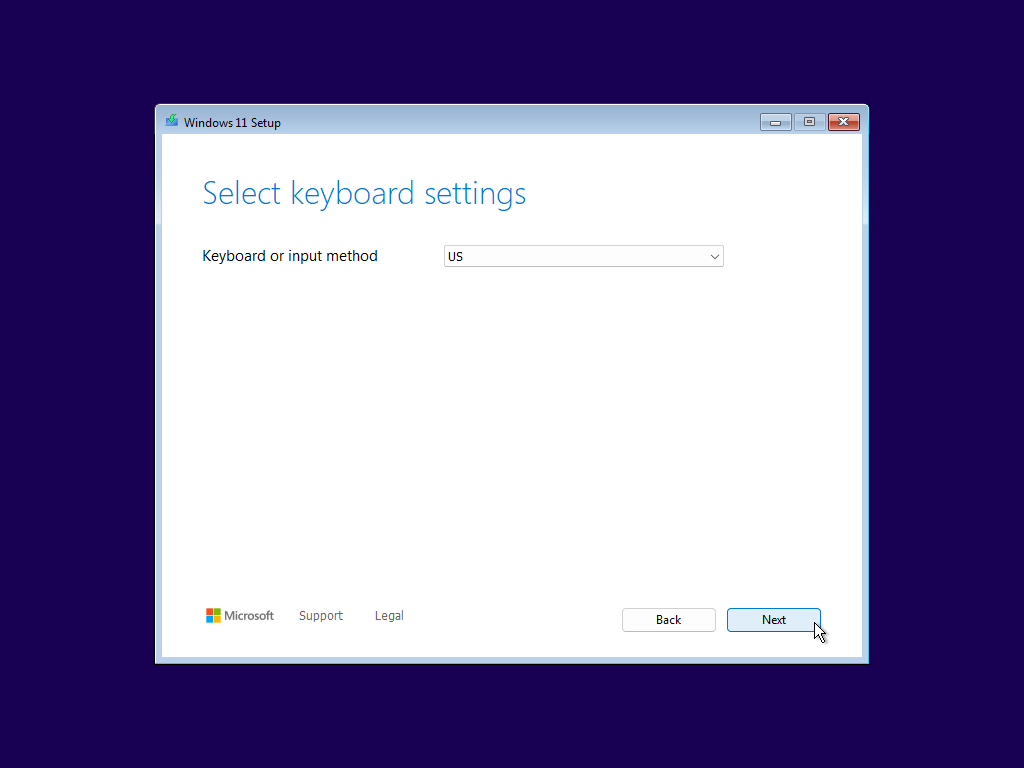 Windows 11 Setup
Select keyboard settings
Keyboard or input method US
Microsoft Support Legal Back Next